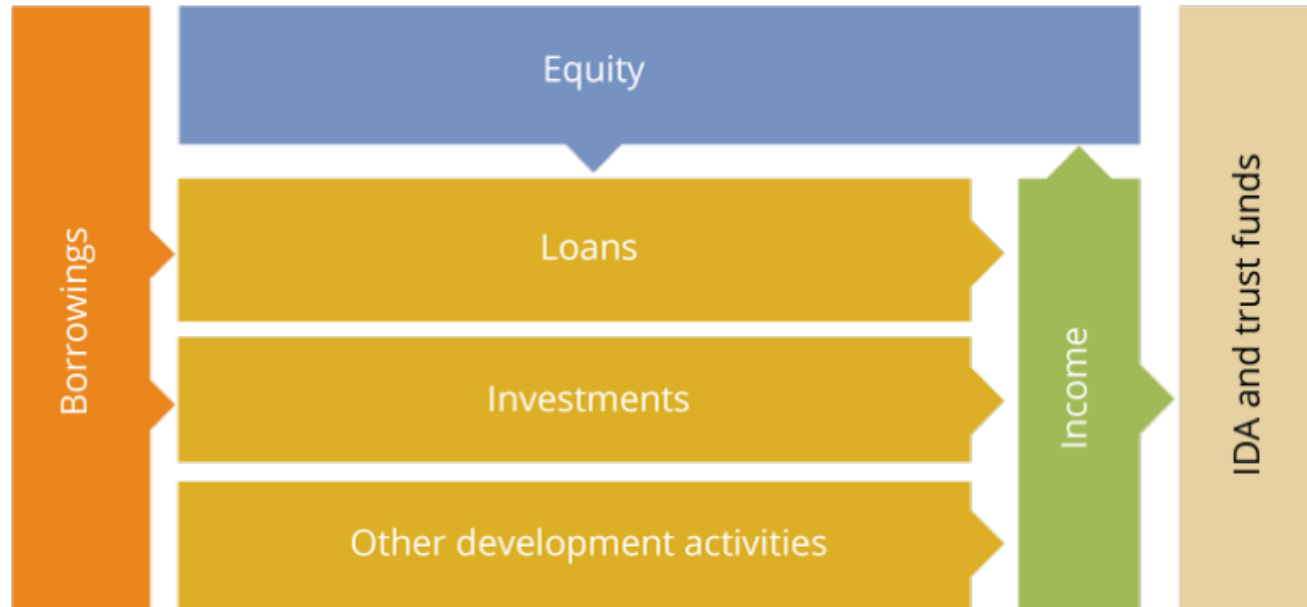 Equity
Borrowings
Loans
Investments
Other development activities
Income
IDA and trust funds